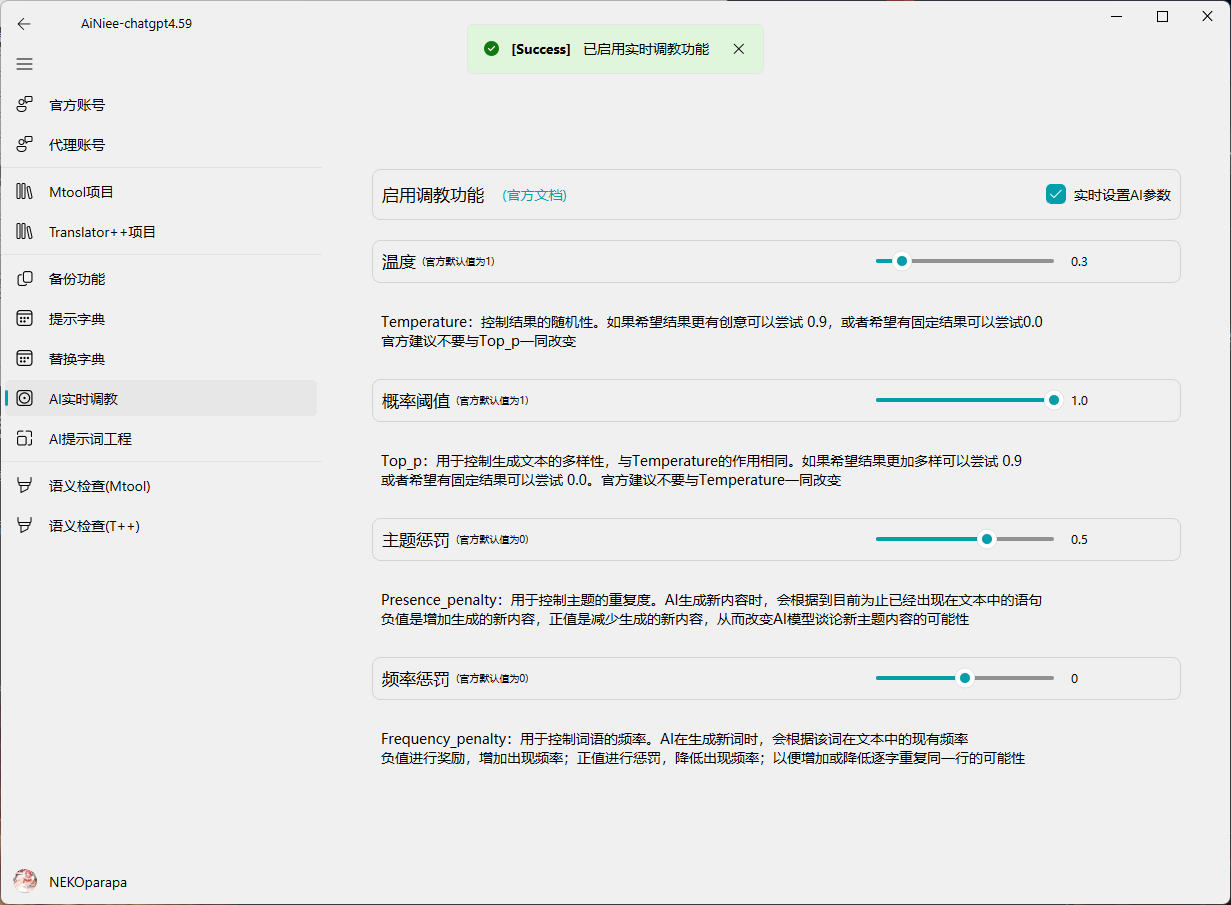 AiNiee-chatgpt4.59
[Success] 已启用实时调教功能
官方账号
代理账号
Mtool项目
Translator++项目
备份功能
提示字典
替换字典
AI实时调教
AI提示词工程
语义检查(Mtool)
语义检查(T++)
NEKOparapa
启用调教功能 (官方文档) 实时设置AI参数
温度 (官方默认值为1) 0.3
Temperature：控制结果的随机性。如果希望结果更有创意可以尝试 0.9，或者希望有固定结果可以尝试0.0
官方建议不要与Top_p一同改变
概率阈值 (官方默认值为1) 1.0
Top_p：用于控制生成文本的多样性，与Temperature的作用相同。如果希望结果更加多样可以尝试 0.9
或者希望有固定结果可以尝试 0.0。官方建议不要与Temperature一同改变
主题惩罚 (官方默认值为0) 0.5
Presence_penalty：用于控制主题的重复度。AI生成新内容时，会根据到目前为止已经出现在文本中的语句
负值是增加生成的新内容，正值是减少生成的新内容，从而改变AI模型谈论新主题内容的可能性
频率惩罚 (官方默认值为0) 0
Frequency_penalty：用于控制词语的频率。AI在生成新词时，会根据该词在文本中的现有频率
负值进行奖励，增加出现频率；正值进行惩罚，降低出现频率；以便增加或降低逐字重复同一行的可能性